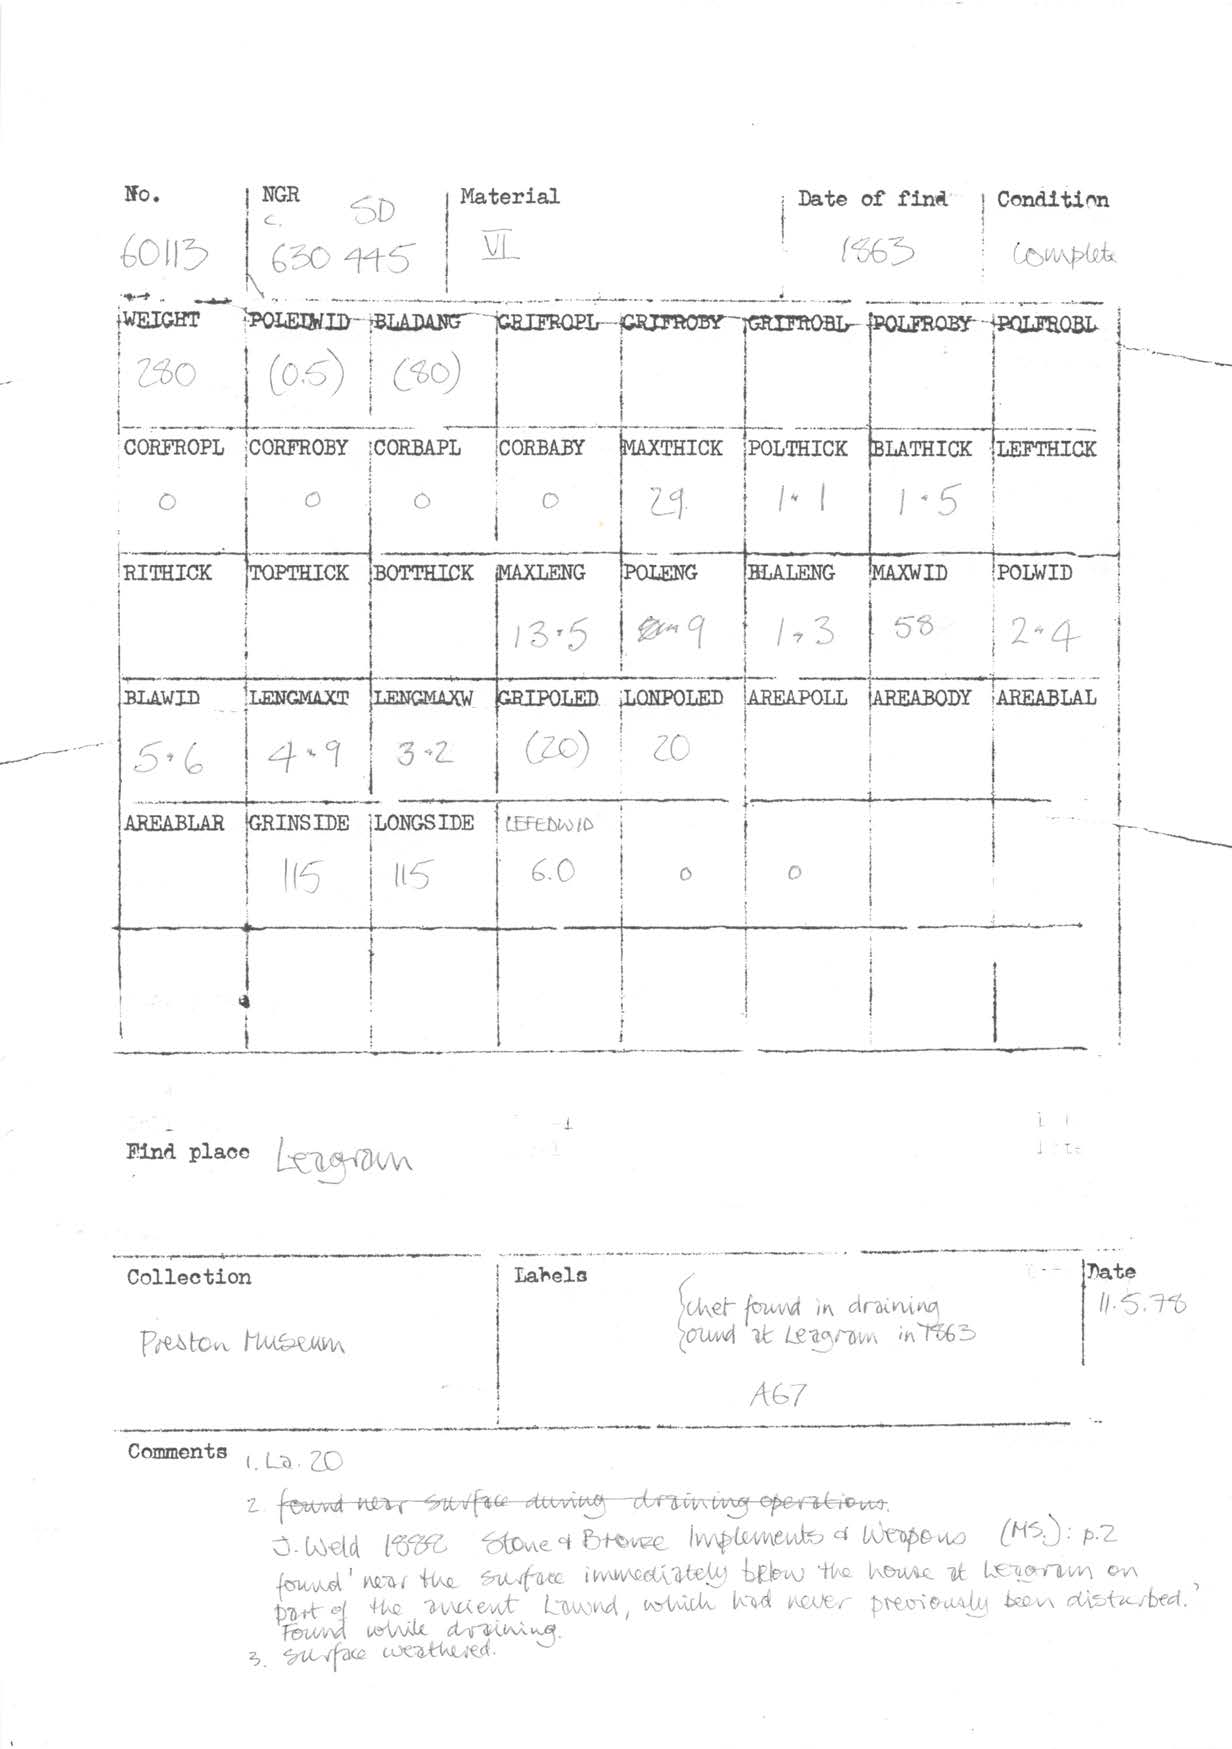 No. NGR Material Date of find Condition
c. SD
60113 630 445 VI 1863 complete
WEIGHT POLEDWID BLADANG GRIFROPL GRIFROBY GRIFROBL POLFROBY POLFROBL
280 (0.5) (80)
CORFROPL CORFROBY CORBAPL CORBABY MAXTHICK POLTHICK BLATHICK LEFTHICK
0 0 0 0 29 1.1 1.5
RITHICK TOPTHICK BOTTHICK MAXLENG POLENG BLALENG MAXWID POLWID
13.5 9 1.3 58 2.4
BLAWID LENGMAXT LENGMAXW GRIPOLED LONPOLED AREAPOLL AREABODY AREABLAL
5.6 4.9 3.2 (20) 20
AREABLAR GRINSIDE LONGSIDE LEFEDWID
115 115 6.0 0 0
Find place Leagram
Collection Labels Date
Preston Museum
chet found in draining
ound at Leagram in 1863
A67
11.5.78
Comments 1. La. 20
2. found near surface during draining operations.
J. Weld 1882 Stone & Bronze Implements & Weapons (MS.): p.2
found 'near the surface immediately below the house at Leagram on
part of the ancient Lawnd, which had never previously been disturbed.'
Found while draining.
3. surface weathered.